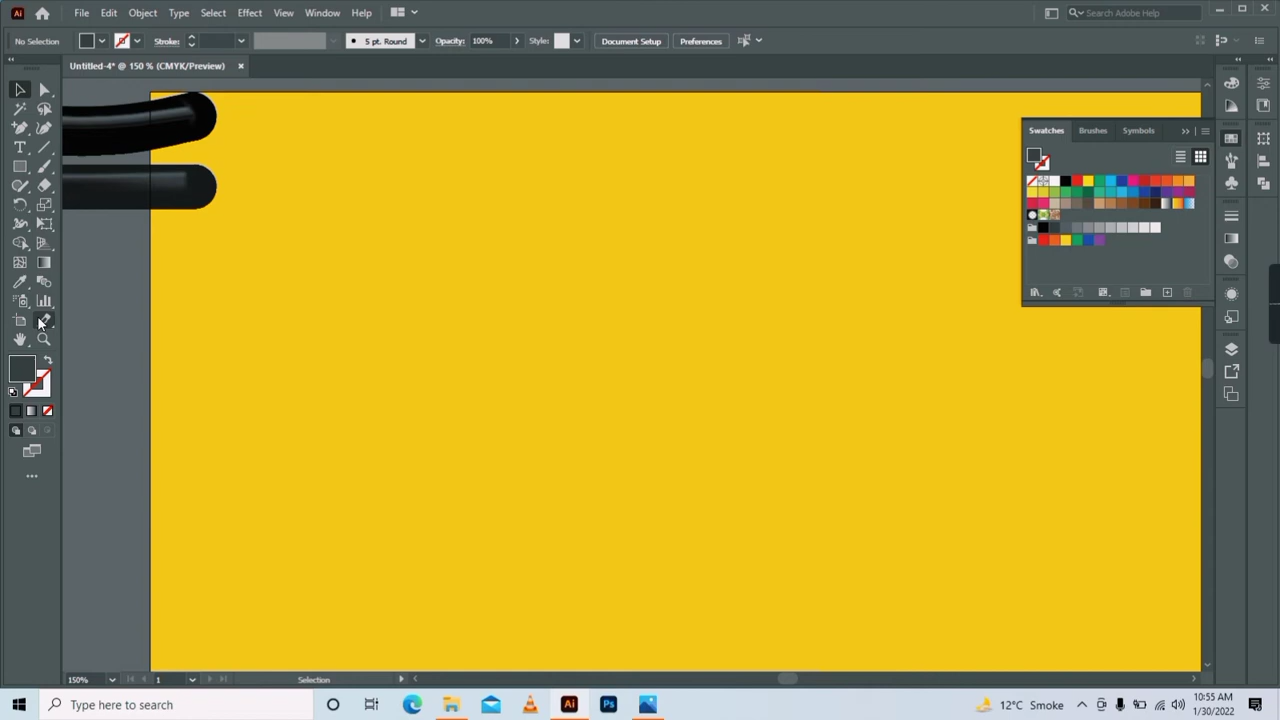 Ai File Edit Object Type Select Effect View Window Help Search Adobe Help
No Selection Stroke: 5 pt. Round Opacity: 100% Style: Document Setup Preferences
Untitled-4* @ 150 % (CMYK/Preview)
Swatches Brushes Symbols
150% 1 Selection
Type here to search Ai Ps 12°C Smoke 10:55 AM
1/30/2022